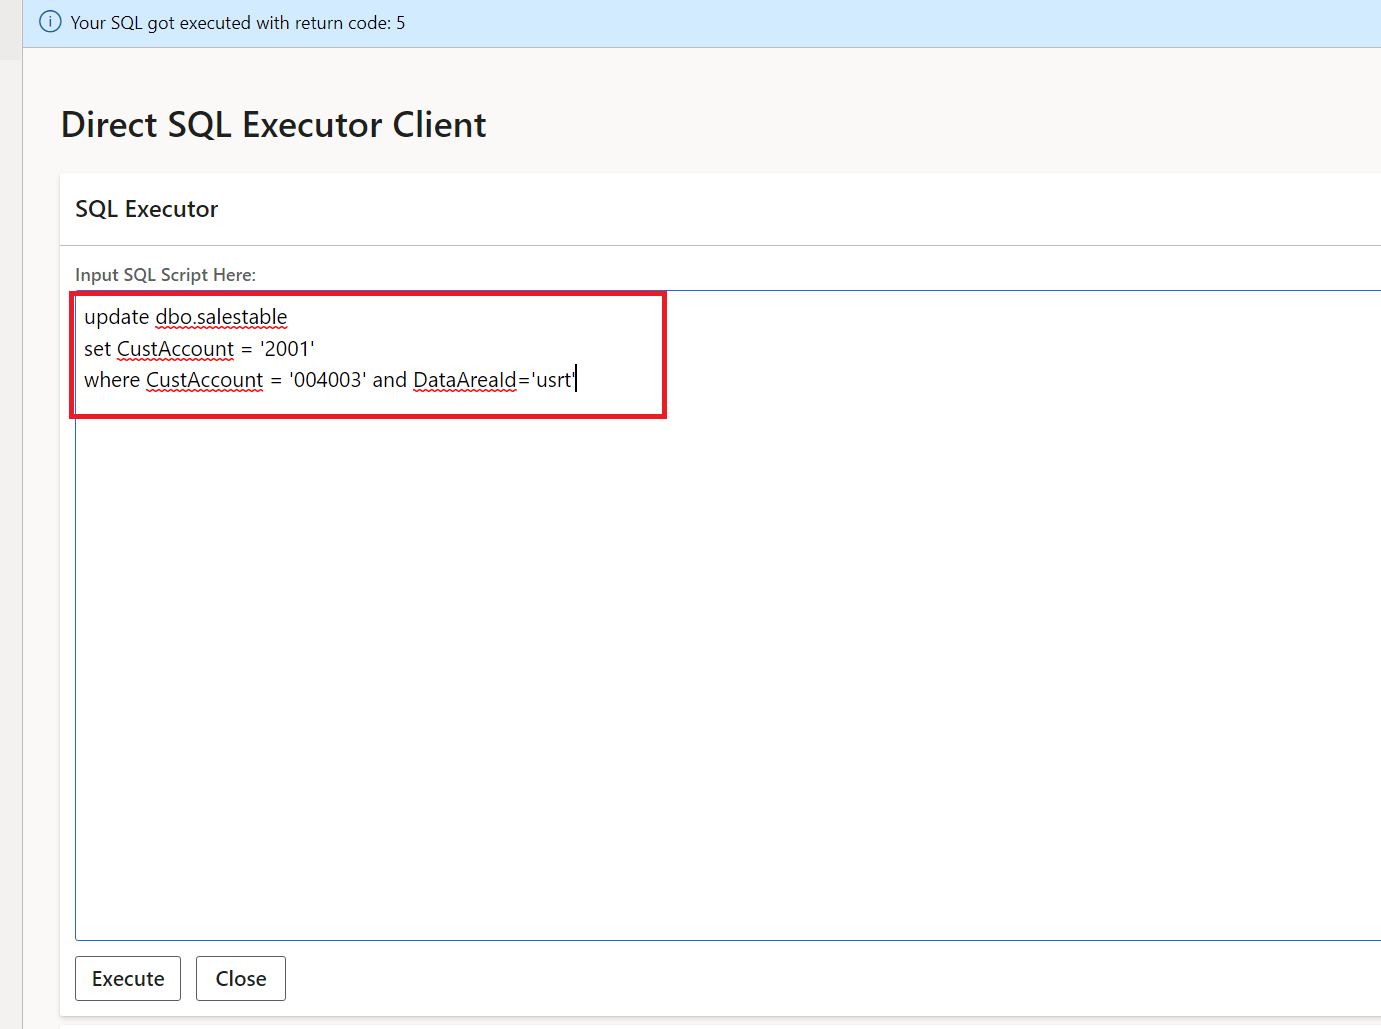 Your SQL got executed with return code: 5
Direct SQL Executor Client
SQL Executor
Input SQL Script Here:
update dbo.salestable
set CustAccount = '2001'
where CustAccount = '004003' and DataAreaId='usrt'
Execute Close